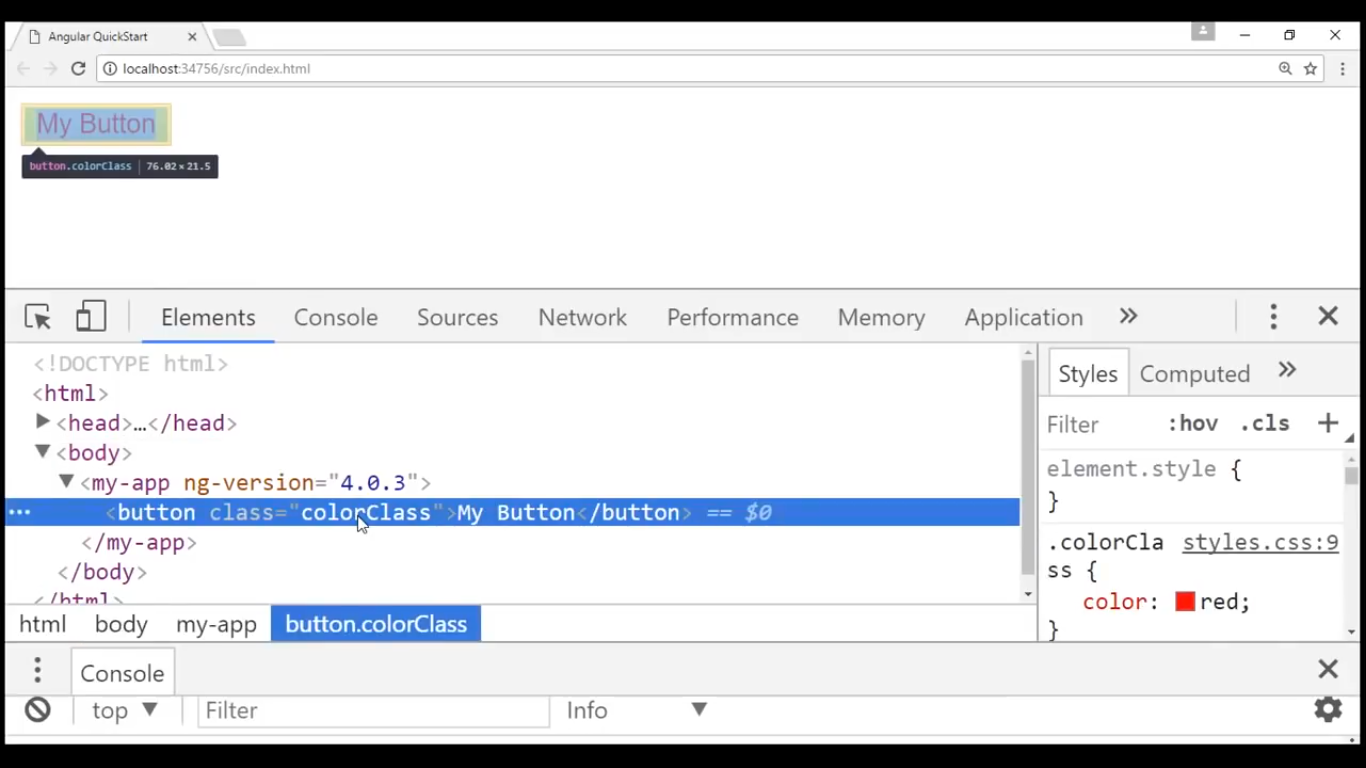 Angular QuickStart
localhost:34756/src/index.html
My Button
button.colorClass 76.02×21.5
Elements Console Sources Network Performance Memory Application »
<!DOCTYPE html>
<html>
<head>…</head>
<body>
<my-app ng-version="4.0.3">
<button class="colorClass">My Button</button> == $0
</my-app>
</body>
</html>
html body my-app button.colorClass
Styles Computed »
Filter :hov .cls +
element.style {
}
.colorCla styles.css:9
ss {
color: red;
}
Console
top Filter Info